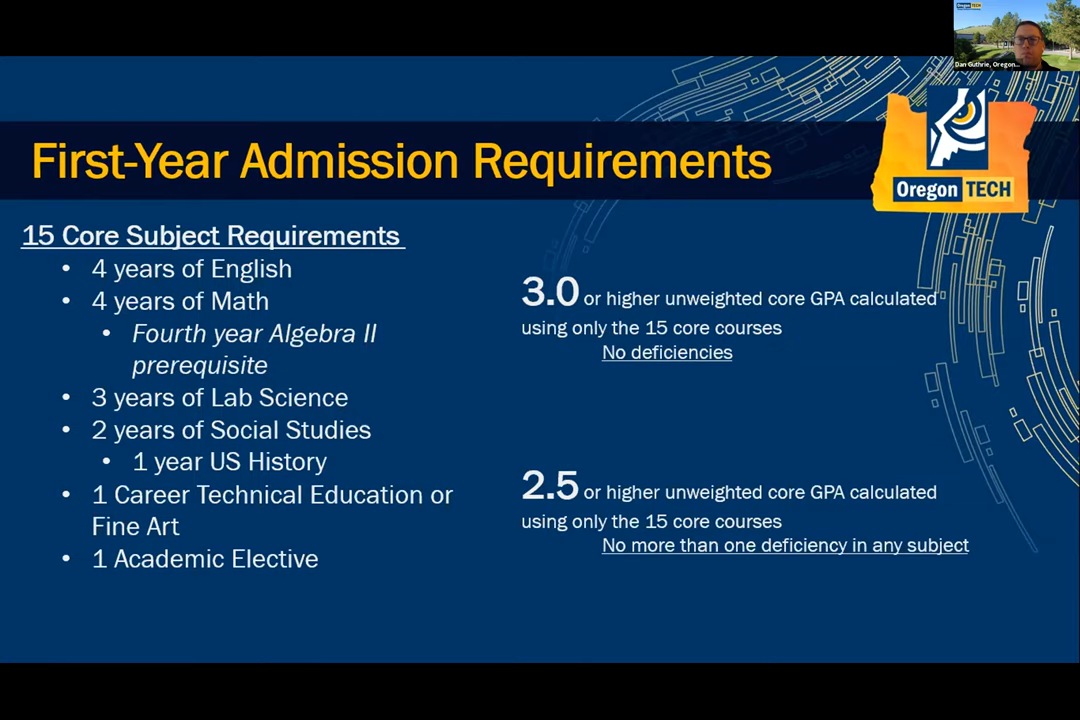 Oregon TECH
Dan Guthrie, Oregon...
First-Year Admission Requirements
Oregon TECH
15 Core Subject Requirements
• 4 years of English
• 4 years of Math
• Fourth year Algebra II
prerequisite
• 3 years of Lab Science
• 2 years of Social Studies
• 1 year US History
• 1 Career Technical Education or
Fine Art
• 1 Academic Elective
3.0 or higher unweighted core GPA calculated
using only the 15 core courses
No deficiencies
2.5 or higher unweighted core GPA calculated
using only the 15 core courses
No more than one deficiency in any subject